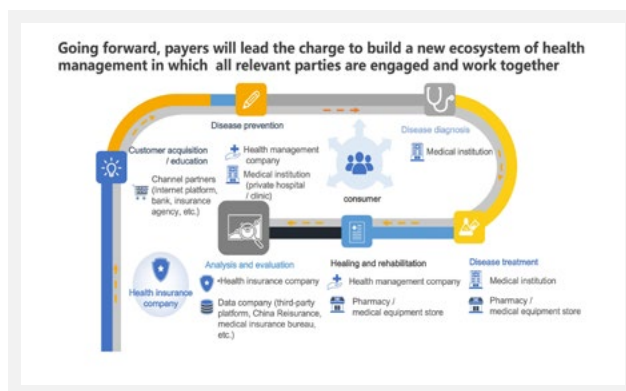 Going forward, payers will lead the charge to build a new ecosystem of health
management in which all relevant parties are engaged and work together
Disease prevention
Health management
company
Medical institution
(private hospital
/ clinic)
Customer acquisition
/ education
Channel partners
(Internet platform,
bank, insurance
agency, etc.)
consumer
Disease diagnosis
Medical institution
Health insurance
company
Analysis and evaluation
•Health insurance company
Data company (third-party
platform, China Reisurance,
medical insurance bureau,
etc.)
Healing and rehabilitation
Health management company
Pharmacy /
medical equipment store
Disease treatment
Medical institution
Pharmacy /
medical equipment store